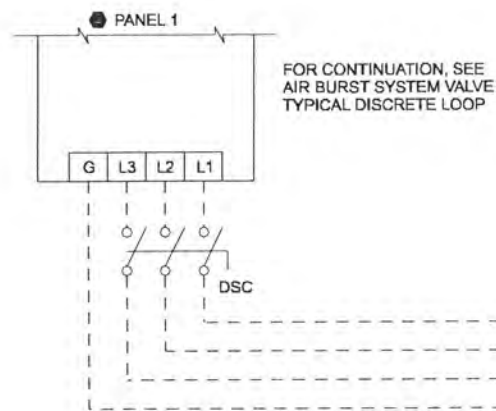 PANEL 1
FOR CONTINUATION, SEE
AIR BURST SYSTEM VALVE
TYPICAL DISCRETE LOOP
G L3 L2 L1
DSC